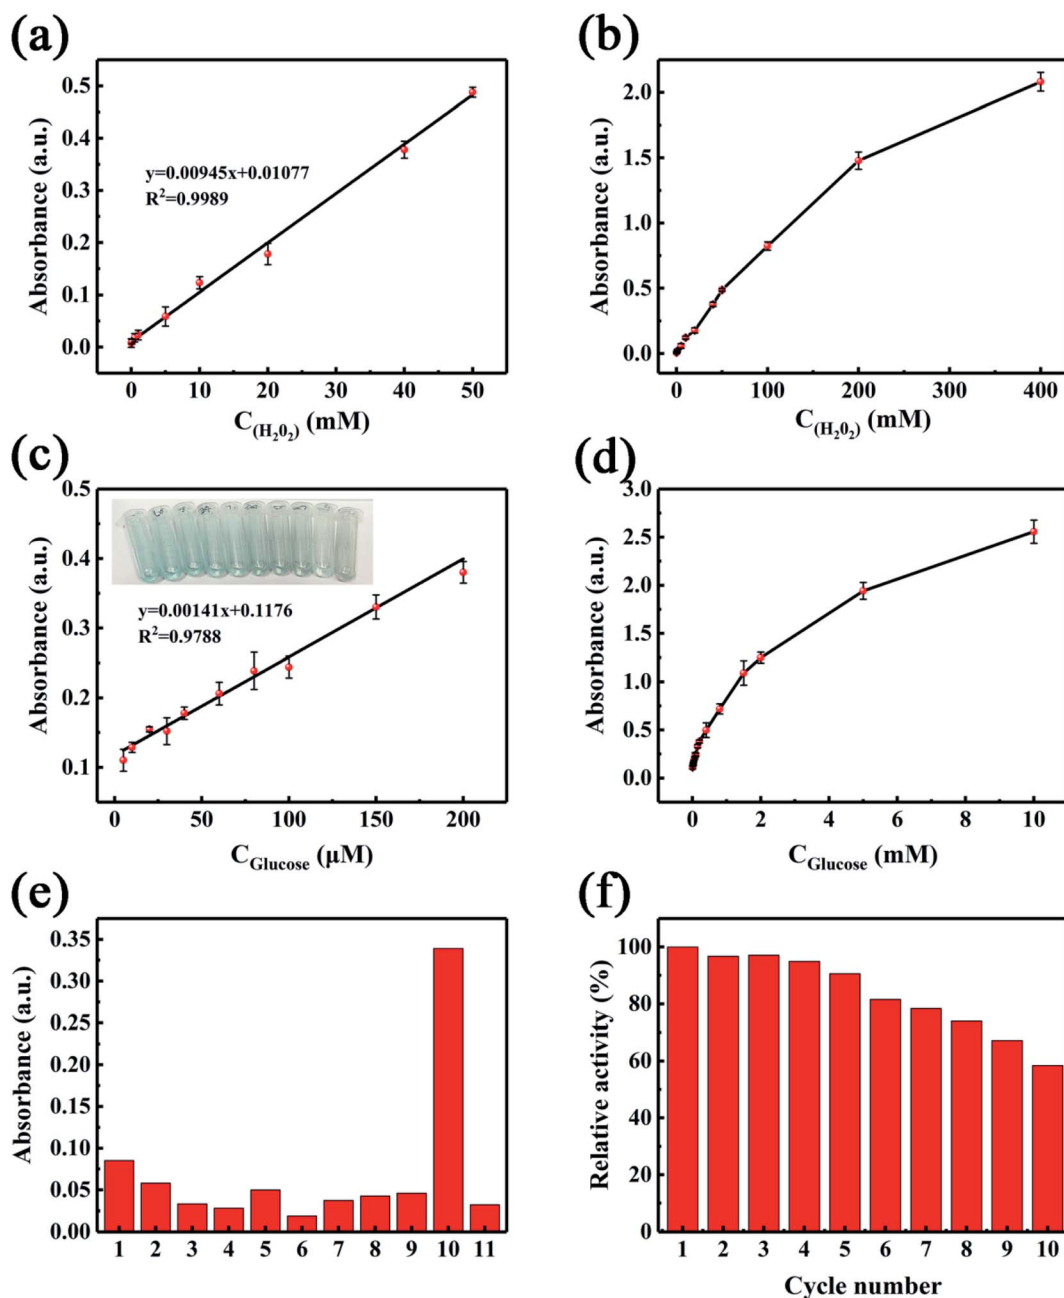 (a)
0.5
0.4
0.3
0.2
0.1
0.0
Absorbance (a.u.)
y=0.00945x+0.01077
R²=0.9989
0 10 20 30 40 50
C(H₂0₂) (mM)
(b)
2.0
1.5
1.0
0.5
0.0
Absorbance (a.u.)
0 100 200 300 400
C(H₂0₂) (mM)
(c)
0.5
0.4
0.3
0.2
0.1
Absorbance (a.u.)
y=0.00141x+0.1176
R²=0.9788
0 50 100 150 200
CGlucose (μM)
(d)
3.0
2.5
2.0
1.5
1.0
0.5
0.0
Absorbance (a.u.)
0 2 4 6 8 10
CGlucose (mM)
(e)
0.35
0.30
0.25
0.20
0.15
0.10
0.05
0.00
Absorbance (a.u.)
1 2 3 4 5 6 7 8 9 10 11
(f)
100
80
60
40
20
0
Relative activity (%)
1 2 3 4 5 6 7 8 9 10
Cycle number